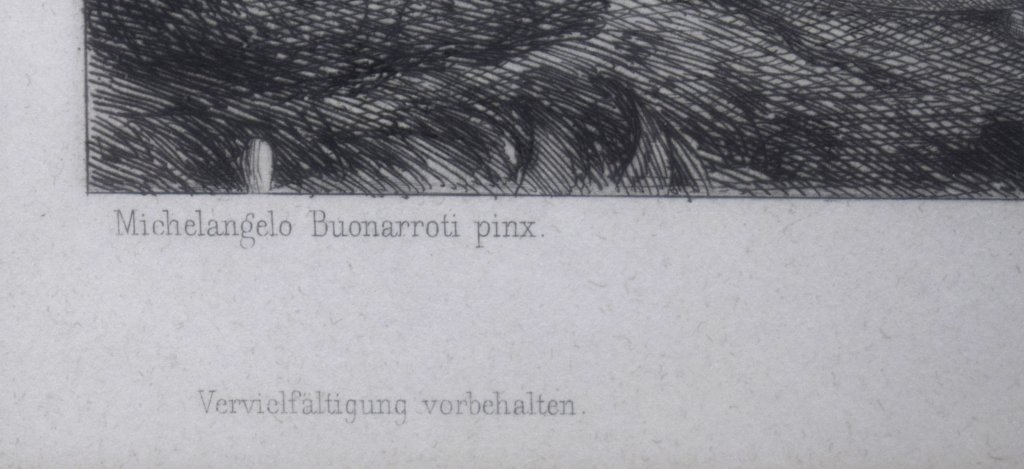 Michelangelo Buonarroti pinx.
Vervielfältigung vorbehalten.